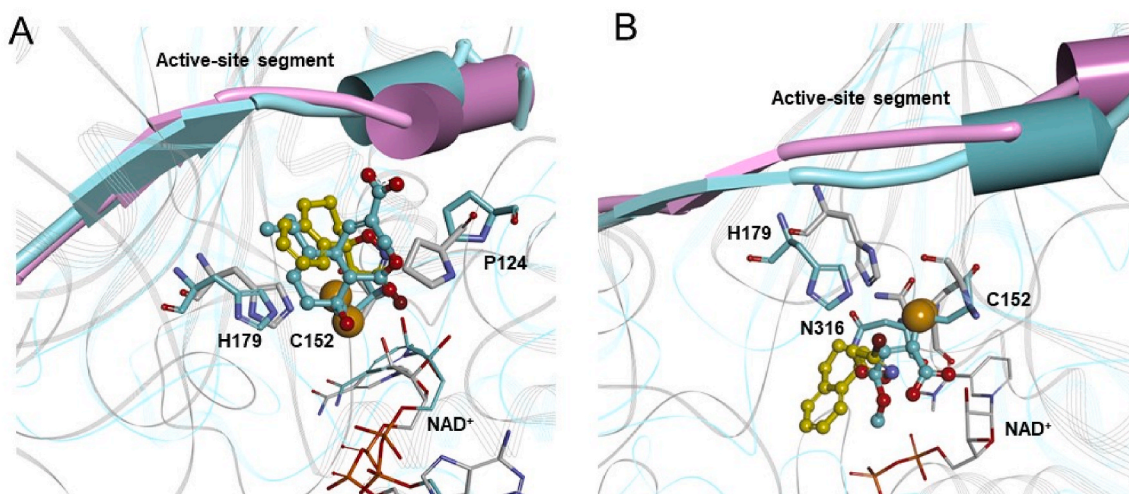 A
Active-site segment
P124
H179
C152
NAD+
B
Active-site segment
H179
C152
N316
NAD+